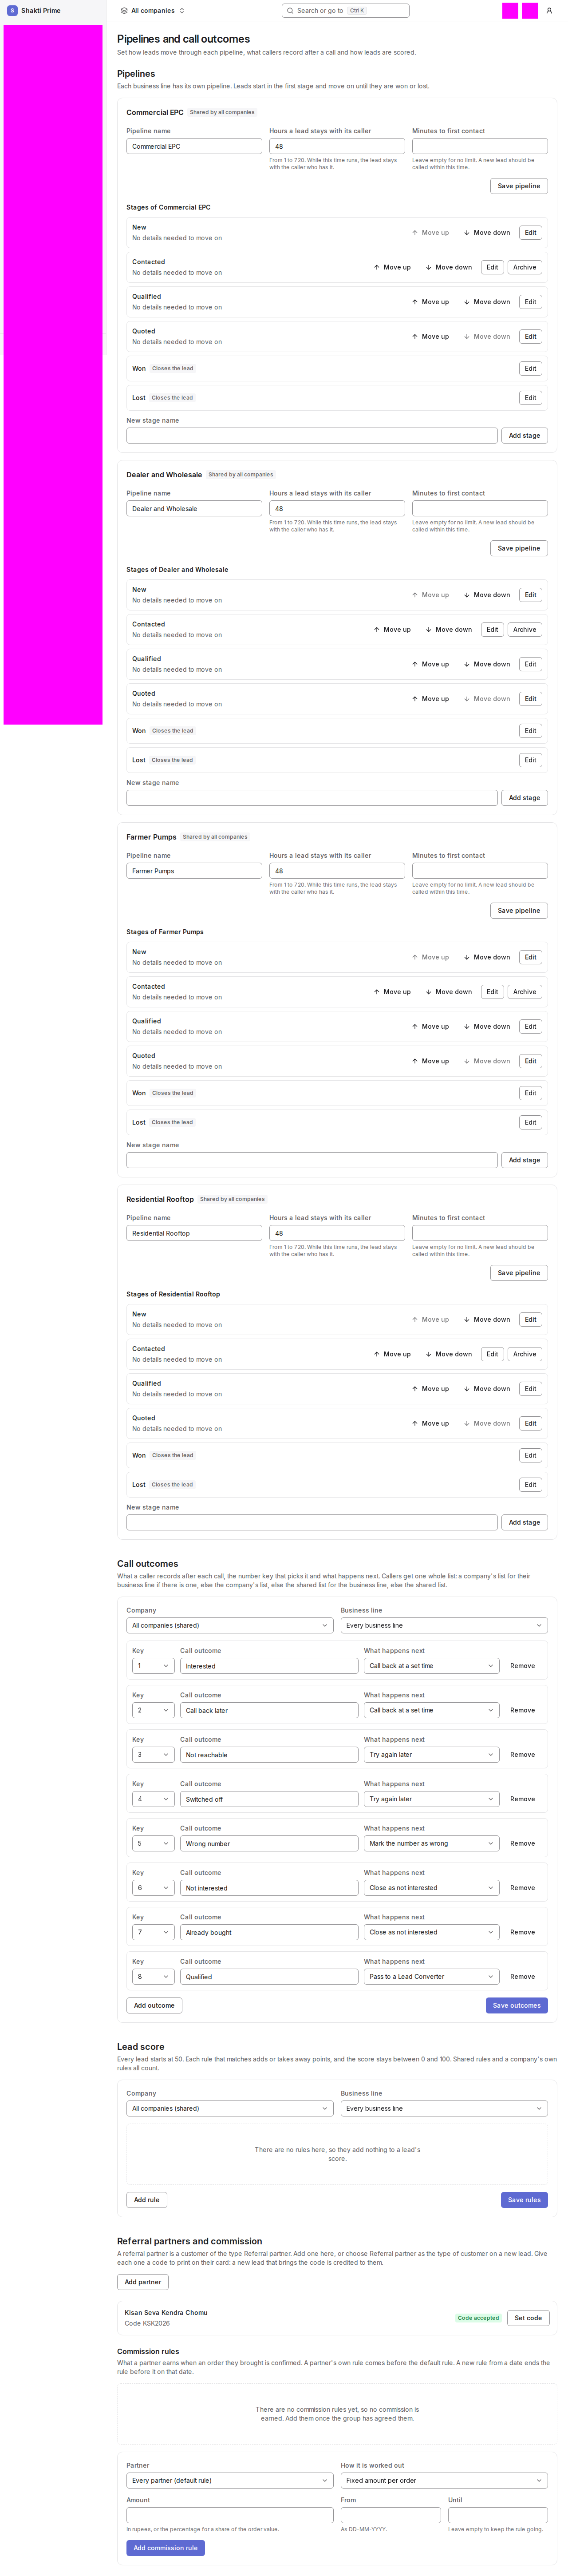 S Shakti Prime
All companies
Search or go to Ctrl K
Pipelines and call outcomes
Set how leads move through each pipeline, what callers record after a call and how leads are scored.
Pipelines
Each business line has its own pipeline. Leads start in the first stage and move on until they are won or lost.
Commercial EPC Shared by all companies
Pipeline name Hours a lead stays with its caller Minutes to first contact
Commercial EPC 48
From 1 to 720. While this time runs, the lead stays Leave empty for no limit. A new lead should be
with the caller who has it. called within this time.
Save pipeline
Stages of Commercial EPC
New
No details needed to move on
Move up Move down Edit
Contacted
No details needed to move on
Move up Move down Edit Archive
Qualified
No details needed to move on
Move up Move down Edit
Quoted
No details needed to move on
Move up Move down Edit
Won Closes the lead Edit
Lost Closes the lead Edit
New stage name
Add stage
Dealer and Wholesale Shared by all companies
Pipeline name Hours a lead stays with its caller Minutes to first contact
Dealer and Wholesale 48
From 1 to 720. While this time runs, the lead stays Leave empty for no limit. A new lead should be
with the caller who has it. called within this time.
Save pipeline
Stages of Dealer and Wholesale
New
No details needed to move on
Move up Move down Edit
Contacted
No details needed to move on
Move up Move down Edit Archive
Qualified
No details needed to move on
Move up Move down Edit
Quoted
No details needed to move on
Move up Move down Edit
Won Closes the lead Edit
Lost Closes the lead Edit
New stage name
Add stage
Farmer Pumps Shared by all companies
Pipeline name Hours a lead stays with its caller Minutes to first contact
Farmer Pumps 48
From 1 to 720. While this time runs, the lead stays Leave empty for no limit. A new lead should be
with the caller who has it. called within this time.
Save pipeline
Stages of Farmer Pumps
New
No details needed to move on
Move up Move down Edit
Contacted
No details needed to move on
Move up Move down Edit Archive
Qualified
No details needed to move on
Move up Move down Edit
Quoted
No details needed to move on
Move up Move down Edit
Won Closes the lead Edit
Lost Closes the lead Edit
New stage name
Add stage
Residential Rooftop Shared by all companies
Pipeline name Hours a lead stays with its caller Minutes to first contact
Residential Rooftop 48
From 1 to 720. While this time runs, the lead stays Leave empty for no limit. A new lead should be
with the caller who has it. called within this time.
Save pipeline
Stages of Residential Rooftop
New
No details needed to move on
Move up Move down Edit
Contacted
No details needed to move on
Move up Move down Edit Archive
Qualified
No details needed to move on
Move up Move down Edit
Quoted
No details needed to move on
Move up Move down Edit
Won Closes the lead Edit
Lost Closes the lead Edit
New stage name
Add stage
Call outcomes
What a caller records after each call, the number key that picks it and what happens next. Callers get one whole list: a company's list for their
business line if there is one, else the company's list, else the shared list for the business line, else the shared list.
Company Business line
All companies (shared) Every business line
Key Call outcome What happens next
1 Interested Call back at a set time Remove
Key Call outcome What happens next
2 Call back later Call back at a set time Remove
Key Call outcome What happens next
3 Not reachable Try again later Remove
Key Call outcome What happens next
4 Switched off Try again later Remove
Key Call outcome What happens next
5 Wrong number Mark the number as wrong Remove
Key Call outcome What happens next
6 Not interested Close as not interested Remove
Key Call outcome What happens next
7 Already bought Close as not interested Remove
Key Call outcome What happens next
8 Qualified Pass to a Lead Converter Remove
Add outcome Save outcomes
Lead score
Every lead starts at 50. Each rule that matches adds or takes away points, and the score stays between 0 and 100. Shared rules and a company's own
rules all count.
Company Business line
All companies (shared) Every business line
There are no rules here, so they add nothing to a lead's
score.
Add rule Save rules
Referral partners and commission
A referral partner is a customer of the type Referral partner. Add one here, or choose Referral partner as the type of customer on a new lead. Give
each one a code to print on their card: a new lead that brings the code is credited to them.
Add partner
Kisan Seva Kendra Chomu
Code KSK2026
Code accepted Set code
Commission rules
What a partner earns when an order they brought is confirmed. A partner's own rule comes before the default rule. A new rule from a date ends the
rule before it on that date.
There are no commission rules yet, so no commission is
earned. Add them once the group has agreed them.
Partner How it is worked out
Every partner (default rule) Fixed amount per order
Amount From Until
In rupees, or the percentage for a share of the order value. As DD-MM-YYYY. Leave empty to keep the rule going.
Add commission rule